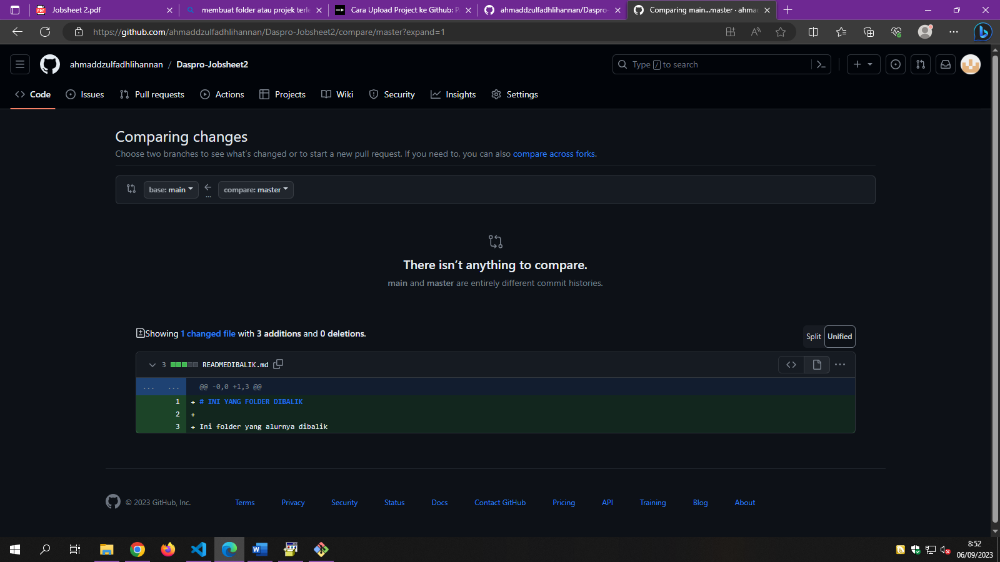 Jobsheet 2.pdf
membuat folder atau projek terle
Cara Upload Project ke Github: Pa
ahmaddzulfadhlihannan/Daspro-
Comparing main...master · ahmad
https://github.com/ahmaddzulfadhlihannan/Daspro-Jobsheet2/compare/master?expand=1
ahmaddzulfadhlihannan / Daspro-Jobsheet2
Type / to search
Code
Issues
Pull requests
Actions
Projects
Wiki
Security
Insights
Settings
Comparing changes
Choose two branches to see what's changed or to start a new pull request. If you need to, you can also compare across forks.
base: main
...
compare: master
There isn't anything to compare.
main and master are entirely different commit histories.
Showing 1 changed file with 3 additions and 0 deletions.
Split
Unified
3
READMEDIBALIK.md
... ... @@ -0,0 +1,3 @@
1 + # INI YANG FOLDER DIBALIK
2 +
3 + Ini folder yang alurnya dibalik
© 2023 GitHub, Inc.
Terms
Privacy
Security
Status
Docs
Contact GitHub
Pricing
API
Training
Blog
About
8:52
06/09/2023